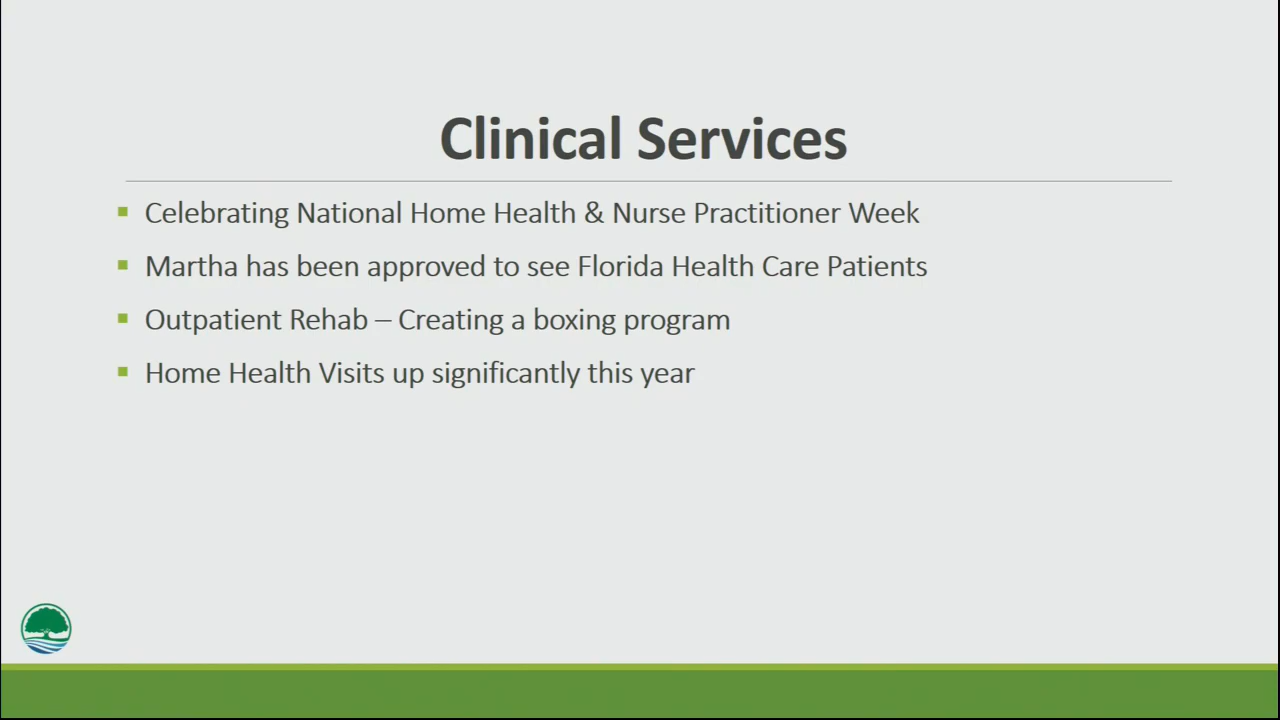 Clinical Services
Celebrating National Home Health & Nurse Practitioner Week
Martha has been approved to see Florida Health Care Patients
Outpatient Rehab – Creating a boxing program
Home Health Visits up significantly this year